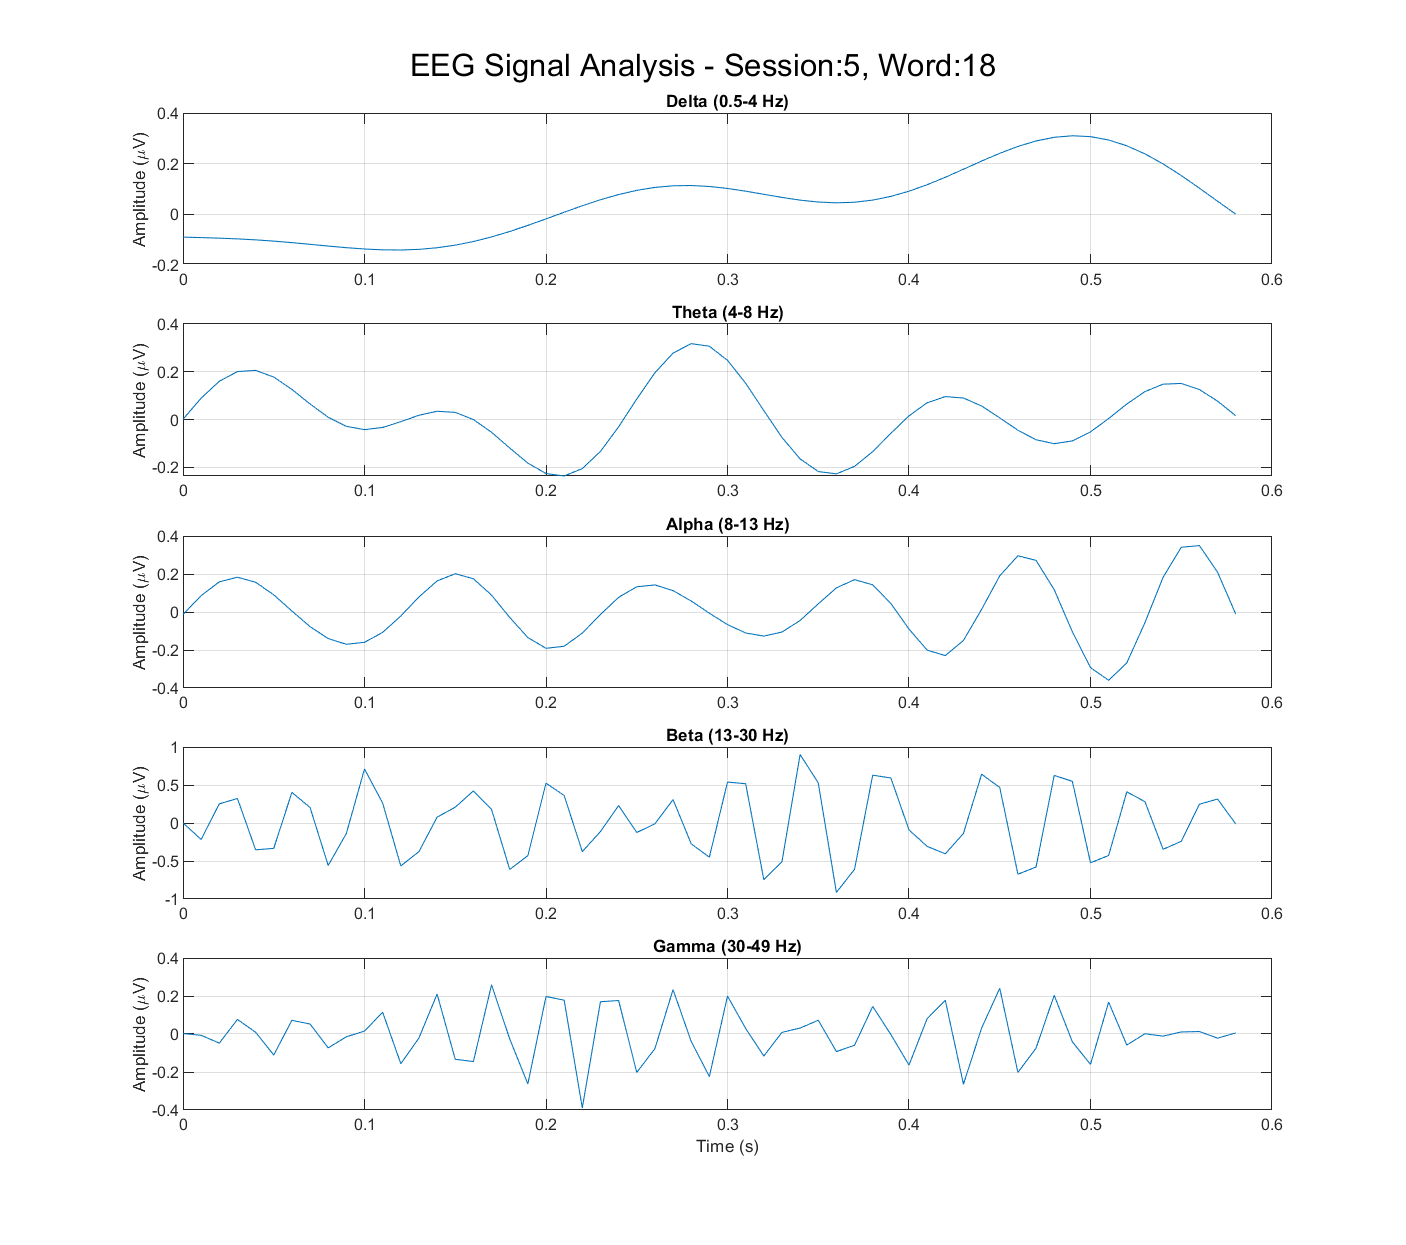 EEG Signal Analysis - Session:5, Word:18
Delta (0.5-4 Hz)
Amplitude (μV)
0.4
0.2
0
-0.2
0 0.1 0.2 0.3 0.4 0.5 0.6
Theta (4-8 Hz)
Amplitude (μV)
0.4
0.2
0
-0.2
0 0.1 0.2 0.3 0.4 0.5 0.6
Alpha (8-13 Hz)
Amplitude (μV)
0.4
0.2
0
-0.2
-0.4
0 0.1 0.2 0.3 0.4 0.5 0.6
Beta (13-30 Hz)
Amplitude (μV)
1
0.5
0
-0.5
-1
0 0.1 0.2 0.3 0.4 0.5 0.6
Gamma (30-49 Hz)
Amplitude (μV)
0.4
0.2
0
-0.2
-0.4
0 0.1 0.2 0.3 0.4 0.5 0.6
Time (s)